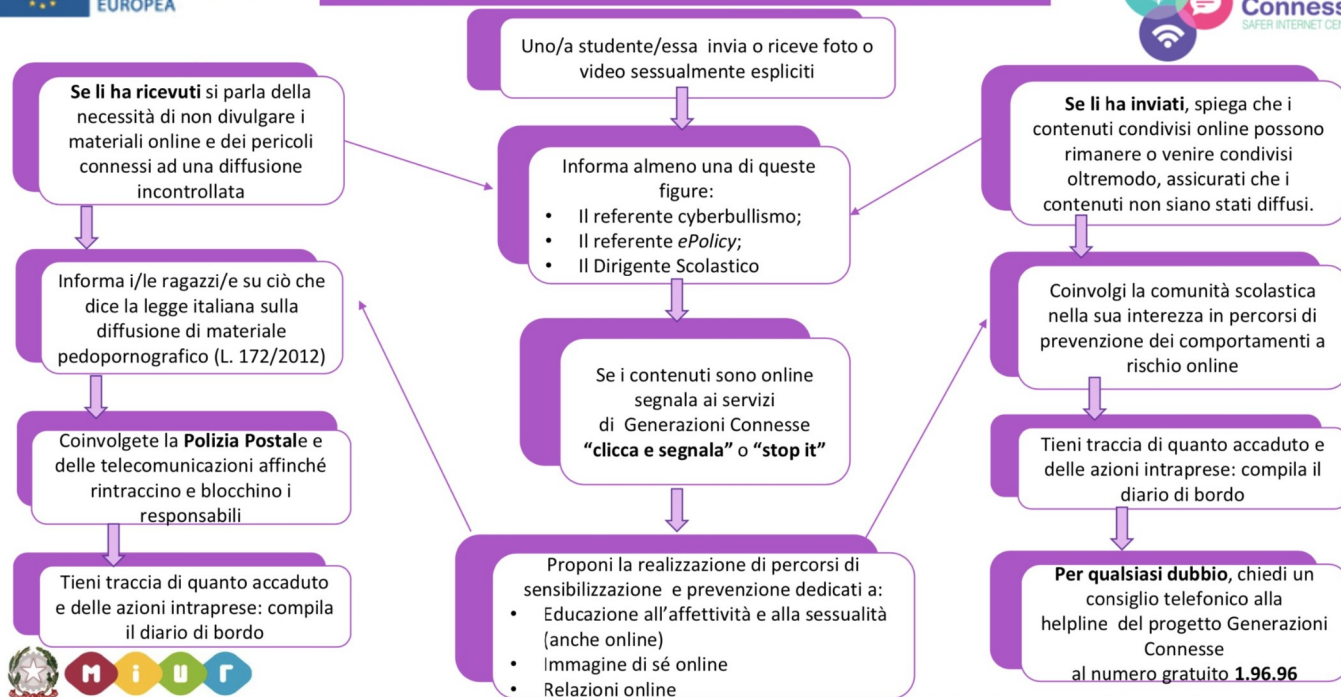 EUROPEA
Uno/a studente/essa invia o riceve foto o
video sessualmente espliciti
SAFER INTERNET
Se li ha ricevuti si parla della
necessità di non divulgare i
materiali online e dei pericoli
connessi ad una diffusione
incontrollata
Informa i/le ragazzi/e su ciò che
dice la legge italiana sulla
diffusione di materiale
pedopornografico (L. 172/2012)
Coinvolgete la Polizia Postale e
delle telecomunicazioni affinché
rintraccino e blocchino i
responsabili
Tieni traccia di quanto accaduto
e delle azioni intraprese: compila
il diario di bordo
Informa almeno una di queste
figure:
• Il referente cyberbullismo;
• Il referente ePolicy;
• Il Dirigente Scolastico
Se i contenuti sono online
segnala ai servizi
di Generazioni Connesse
“clicca e segnala” o “stop it”
Proponi la realizzazione di percorsi di
sensibilizzazione e prevenzione dedicati a:
• Educazione all’affettività e alla sessualità
(anche online)
• Immagine di sé online
• Relazioni online
Se li ha inviati, spiega che i
contenuti condivisi online possono
rimanere o venire condivisi
oltremodo, assicurati che i
contenuti non siano stati diffusi.
Coinvolgi la comunità scolastica
nella sua interezza in percorsi di
prevenzione dei comportamenti a
rischio online
Tieni traccia di quanto accaduto e
delle azioni intraprese: compila il
diario di bordo
Per qualsiasi dubbio, chiedi un
consiglio telefonico alla
helpline del progetto Generazioni
Connesse
al numero gratuito 1.96.96
MiUr